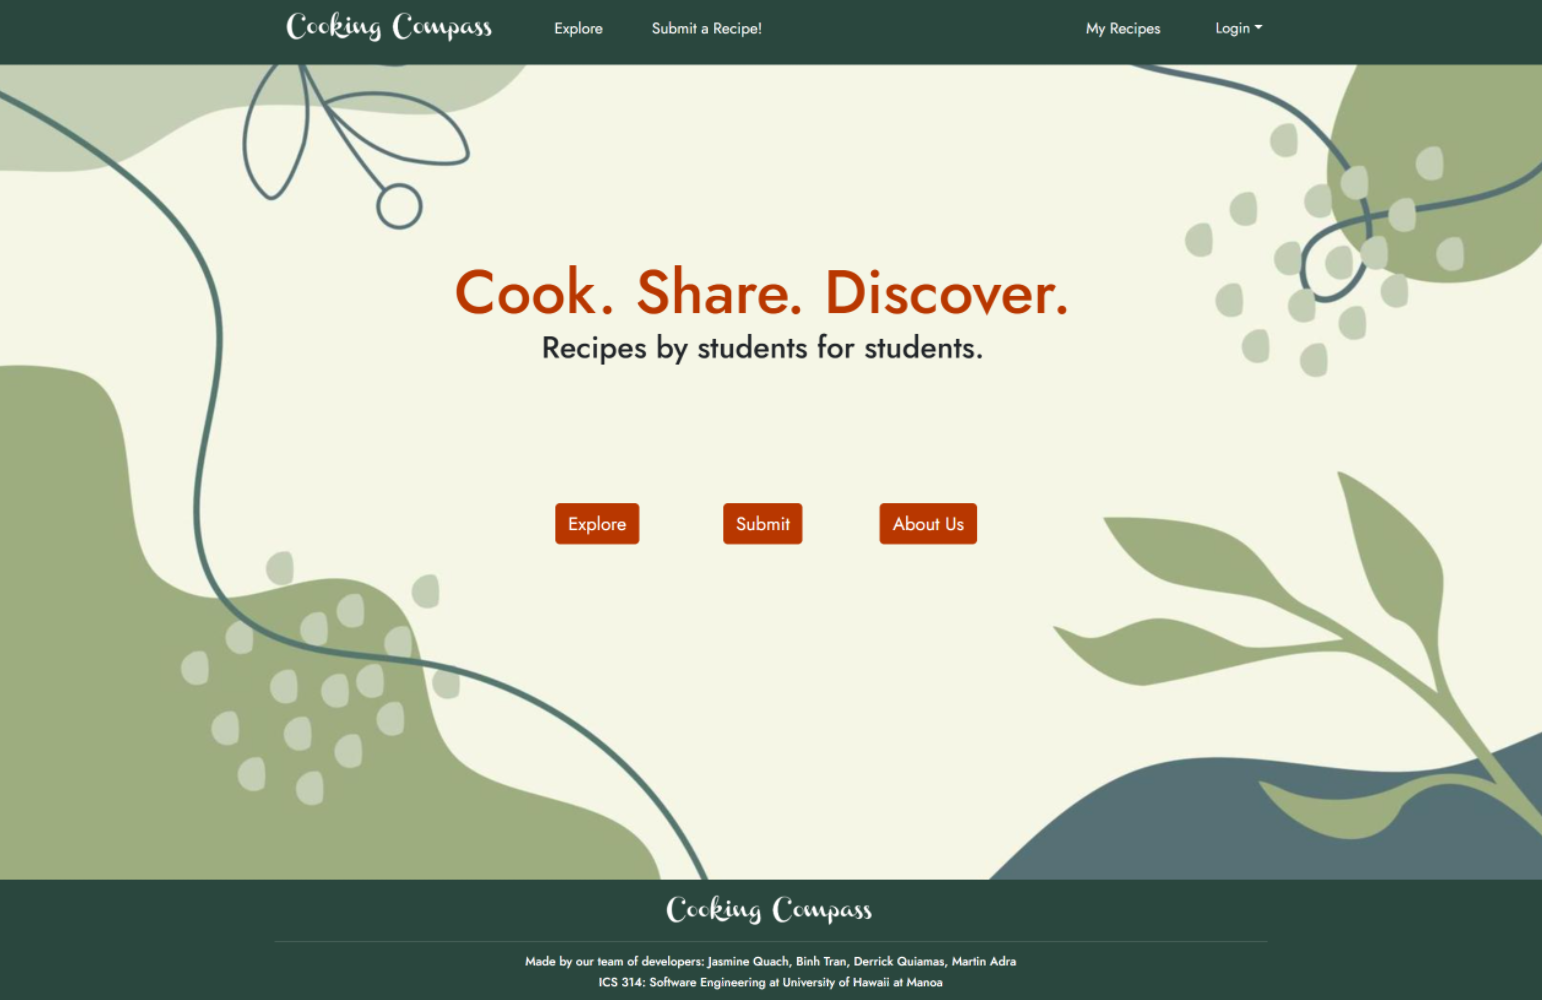 Cooking Compass Explore Submit a Recipe! My Recipes Login
Cook. Share. Discover.
Recipes by students for students.
Explore Submit About Us
Cooking Compass
Made by our team of developers: Jasmine Quach, Binh Tran, Derrick Quiamas, Martin Adra
ICS 314: Software Engineering at University of Hawaii at Manoa